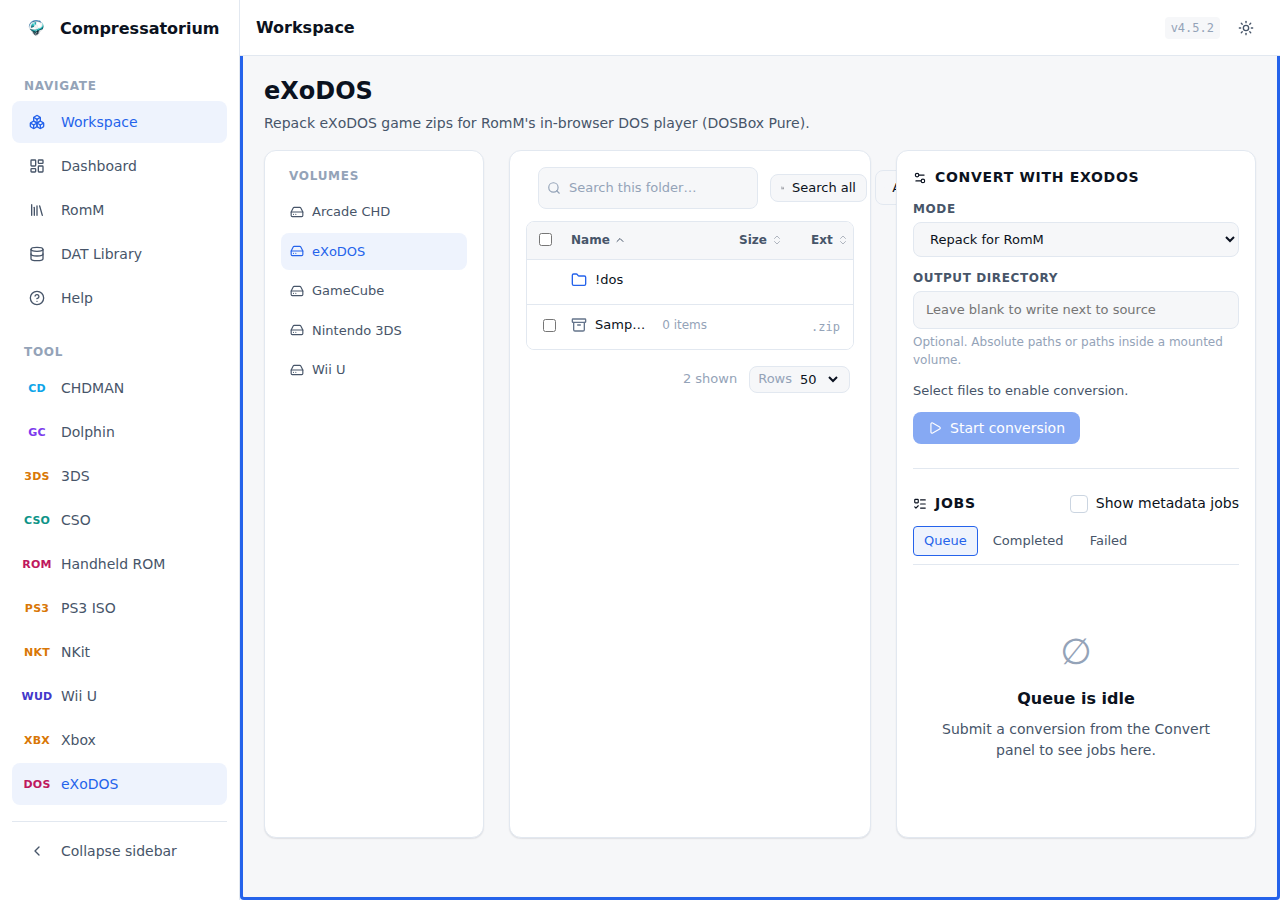 Compressatorium
NAVIGATE
Workspace
Dashboard
RomM
DAT Library
Help
TOOL
CD CHDMAN
GC Dolphin
3DS 3DS
CSO CSO
ROM Handheld ROM
PS3 PS3 ISO
NKT NKit
WUD Wii U
XBX Xbox
DOS eXoDOS
Collapse sidebar
Workspace
v4.5.2
eXoDOS
Repack eXoDOS game zips for RomM's in-browser DOS player (DOSBox Pure).
VOLUMES
Arcade CHD
eXoDOS
GameCube
Nintendo 3DS
Wii U
Search this folder…
Search all
Name Size Ext
!dos
Samp… 0 items .zip
2 shown Rows 50
CONVERT WITH EXODOS
MODE
Repack for RomM
OUTPUT DIRECTORY
Leave blank to write next to source
Optional. Absolute paths or paths inside a mounted
volume.
Select files to enable conversion.
Start conversion
JOBS Show metadata jobs
Queue Completed Failed
Queue is idle
Submit a conversion from the Convert
panel to see jobs here.